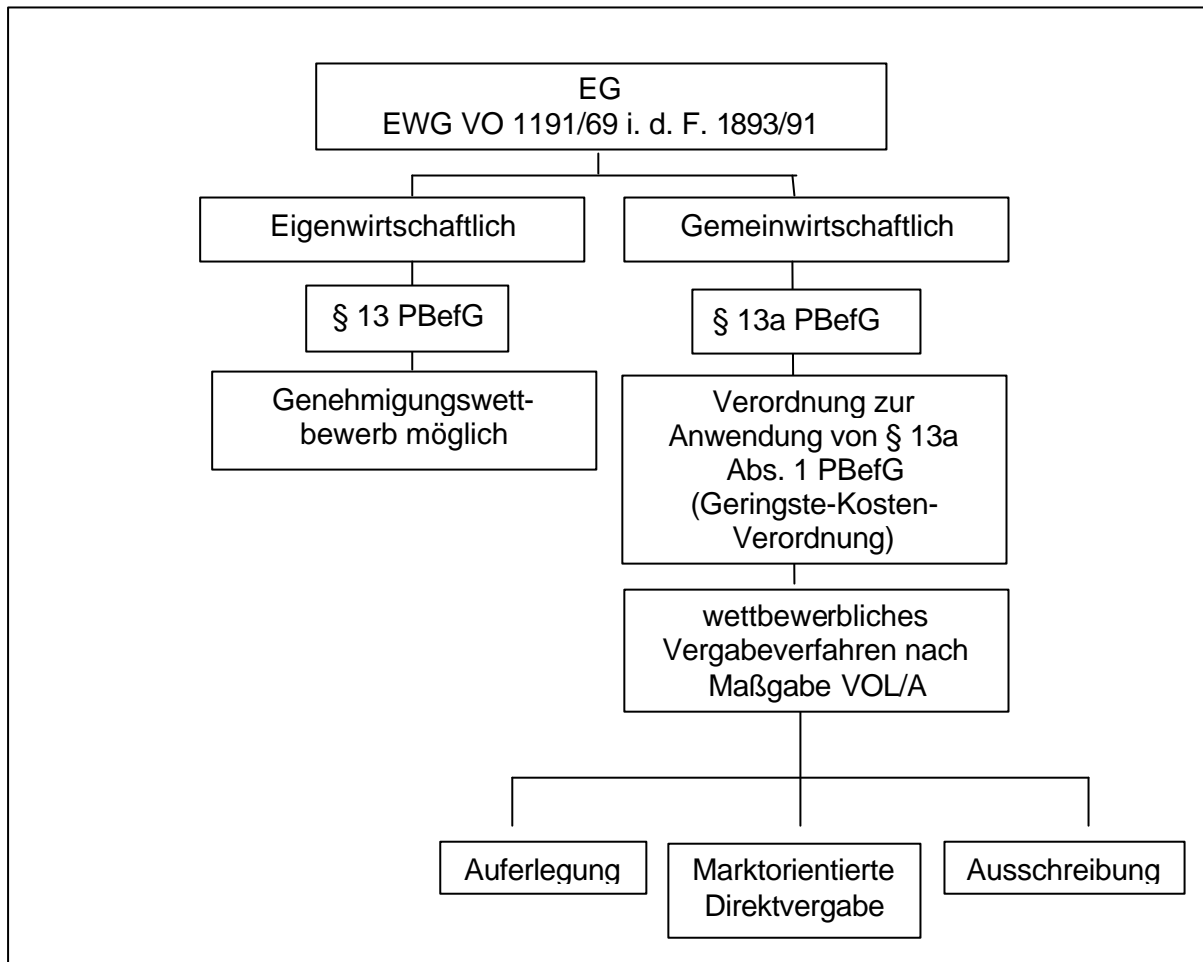 EG
EWG VO 1191/69 i. d. F. 1893/91
Eigenwirtschaftlich
Gemeinwirtschaftlich
§ 13 PBefG
§ 13a PBefG
Genehmigungswett-
bewerb möglich
Verordnung zur
Anwendung von § 13a
Abs. 1 PBefG
(Geringste-Kosten-
Verordnung)
wettbewerbliches
Vergabeverfahren nach
Maßgabe VOL/A
Auferlegung
Marktorientierte
Direktvergabe
Ausschreibung